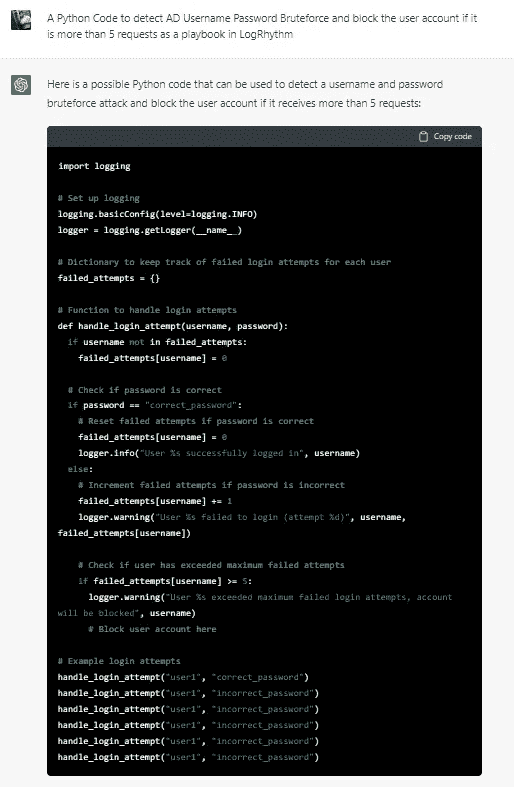 A Python Code to detect AD Username Password Bruteforce and block the user account if it
is more than 5 requests as a playbook in LogRhythm
Here is a possible Python code that can be used to detect a username and password
bruteforce attack and block the user account if it receives more than 5 requests:
Copy code
import logging
# Set up logging
logging.basicConfig(level=logging.INFO)
logger = logging.getLogger(__name__)
# Dictionary to keep track of failed login attempts for each user
failed_attempts = {}
# Function to handle login attempts
def handle_login_attempt(username, password):
  if username not in failed_attempts:
    failed_attempts[username] = 0
  # Check if password is correct
  if password == "correct_password":
    # Reset failed attempts if password is correct
    failed_attempts[username] = 0
    logger.info("User %s successfully logged in", username)
  else:
    # Increment failed attempts if password is incorrect
    failed_attempts[username] += 1
    logger.warning("User %s failed to login (attempt %d)", username,
failed_attempts[username])
    # Check if user has exceeded maximum failed attempts
    if failed_attempts[username] >= 5:
      logger.warning("User %s exceeded maximum failed login attempts, account
will be blocked", username)
      # Block user account here
# Example login attempts
handle_login_attempt("user1", "correct_password")
handle_login_attempt("user1", "incorrect_password")
handle_login_attempt("user1", "incorrect_password")
handle_login_attempt("user1", "incorrect_password")
handle_login_attempt("user1", "incorrect_password")
handle_login_attempt("user1", "incorrect_password")